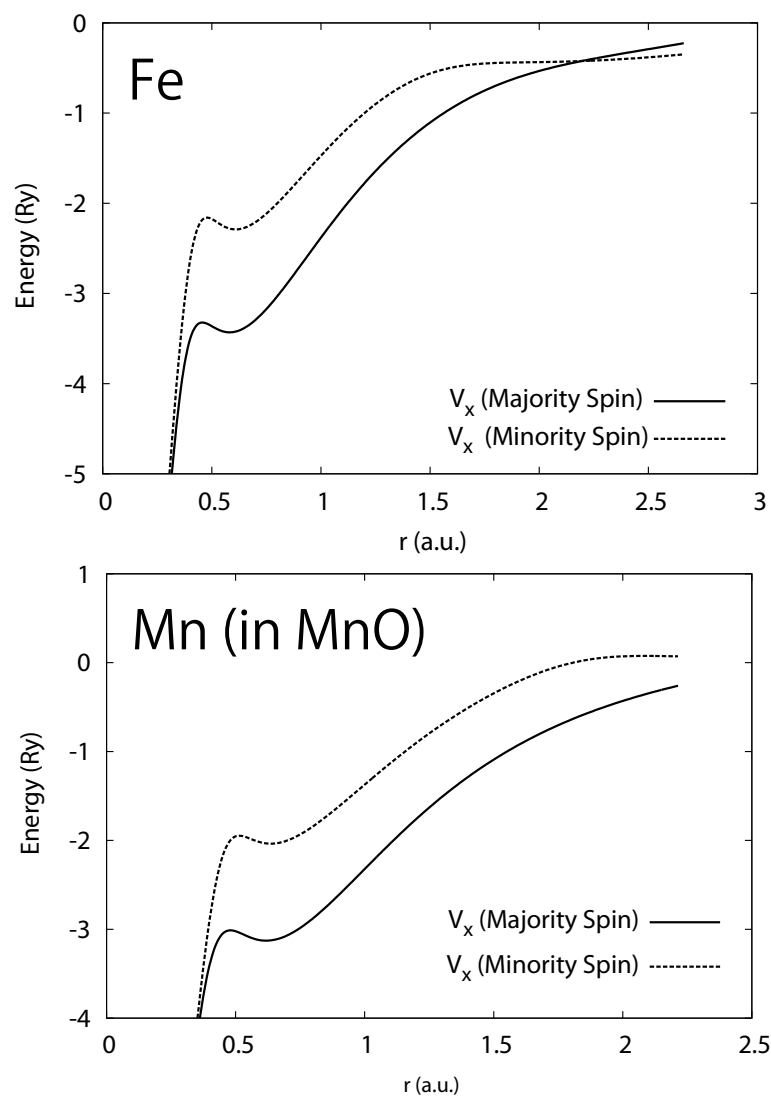 0
Fe
-1
-2
Energy (Ry)
-3
-4
Vx (Majority Spin)
Vx (Minority Spin)
-5
0 0.5 1 1.5 2 2.5 3
r (a.u.)
1
Mn (in MnO)
0
-1
Energy (Ry)
-2
-3
Vx (Majority Spin)
Vx (Minority Spin)
-4
0 0.5 1 1.5 2 2.5
r (a.u.)